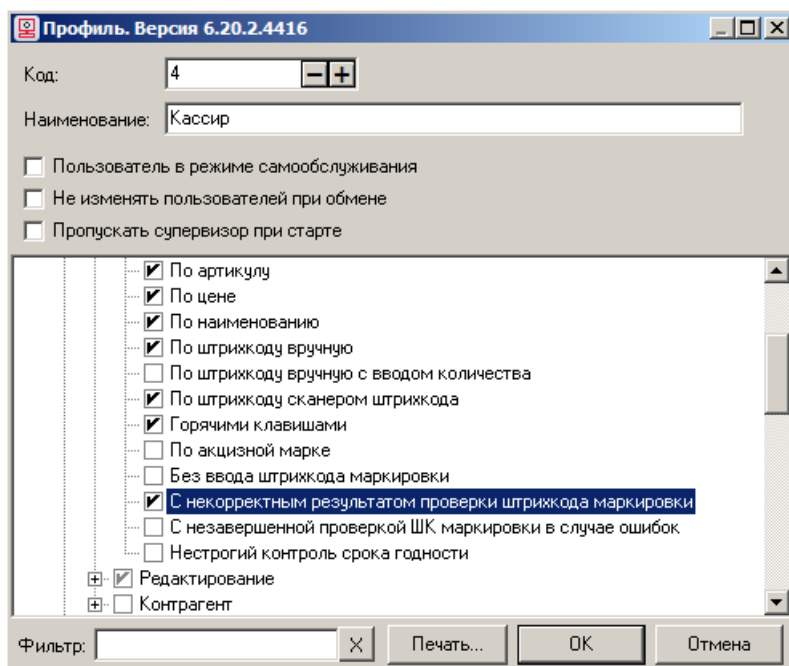 Профиль. Версия 6.20.2.4416
Код: 4
Наименование: Кассир
Пользователь в режиме самообслуживания
Не изменять пользователей при обмене
Пропускать супервизор при старте
По артикулу
По цене
По наименованию
По штрихкоду вручную
По штрихкоду вручную с вводом количества
По штрихкоду сканером штрихкода
Горячими клавишами
По акцизной марке
Без ввода штрихкода маркировки
С некорректным результатом проверки штрихкода маркировки
С незавершенной проверкой ШК маркировки в случае ошибок
Нестрогий контроль срока годности
Редактирование
Контрагент
Фильтр: X Печать... OK Отмена